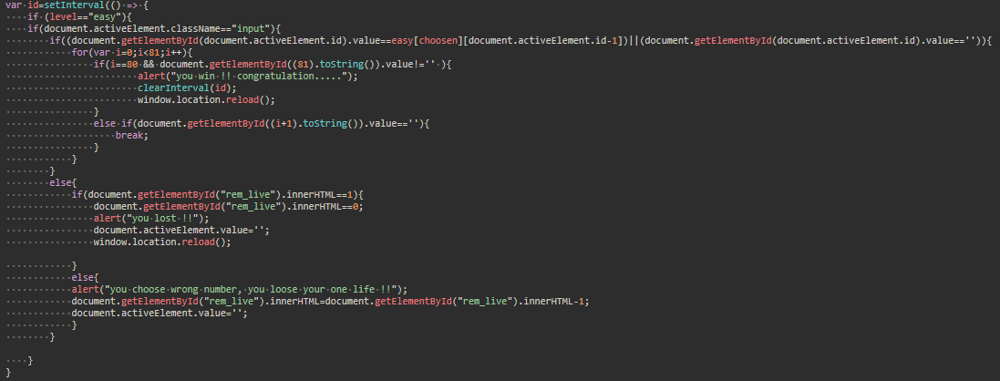 var id=setInterval(() => {
    if (level=="easy"){
    if(document.activeElement.className=="input"){
        if((document.getElementById(document.activeElement.id).value==easy[choosen][document.activeElement.id-1])||(document.getElementById(document.activeElement.id).value=='')){
            for(var i=0;i<81;i++){
                if(i==80 && document.getElementById((81).toString()).value!='' ){
                        alert("you win !! congratulation.....");
                        clearInterval(id);
                        window.location.reload();
                }
                else if(document.getElementById((i+1).toString()).value==''){
                    break;
                }
            }
        }
        else{
            if(document.getElementById("rem_live").innerHTML==1){
                document.getElementById("rem_live").innerHTML==0;
                alert("you lost !!");
                document.activeElement.value='';
                window.location.reload();

            }
            else{
            alert("you choose wrong number, you loose your one life !!");
            document.getElementById("rem_live").innerHTML=document.getElementById("rem_live").innerHTML-1;
            document.activeElement.value='';
            }
        }

    }
}